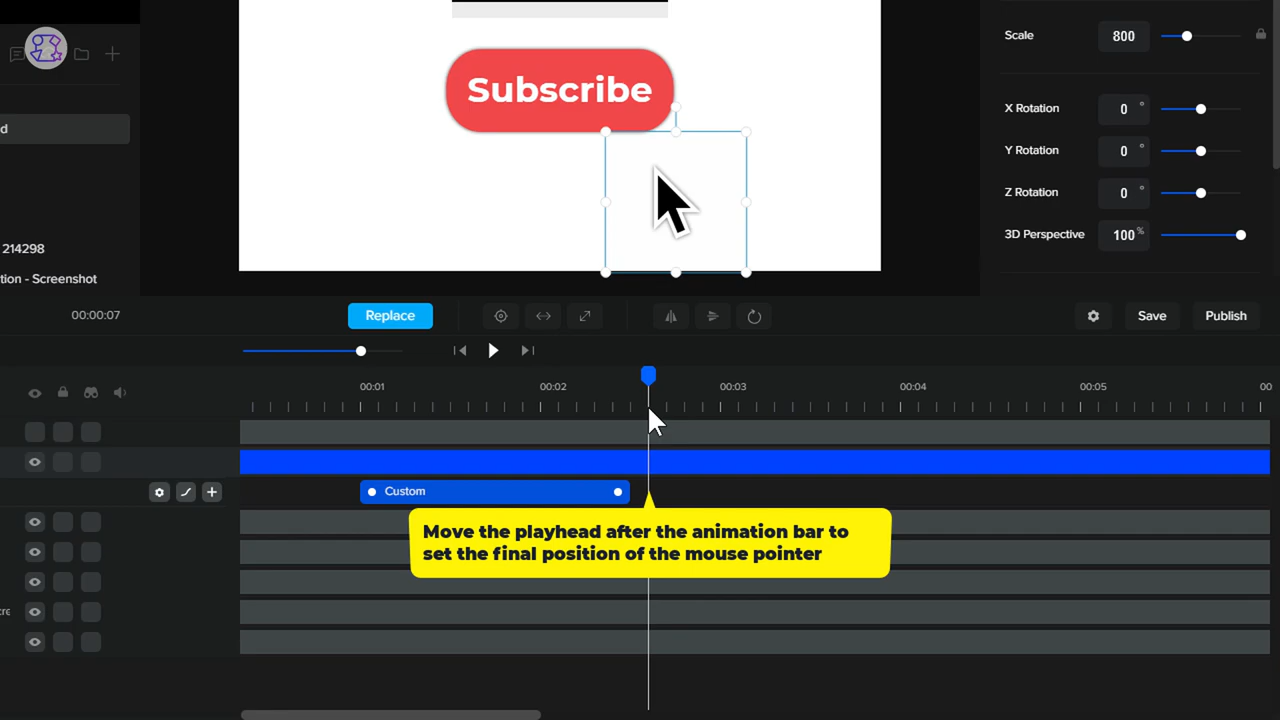 Scale
800
Subscribe
X Rotation
0 °
Y Rotation
0 °
Z Rotation
0 °
3D Perspective
100 %
d
214298
tion - Screenshot
00:00:07
Replace
Save
Publish
00:01
00:02
00:03
00:04
00:05
00
Custom
Move the playhead after the animation bar to
set the final position of the mouse pointer
cre